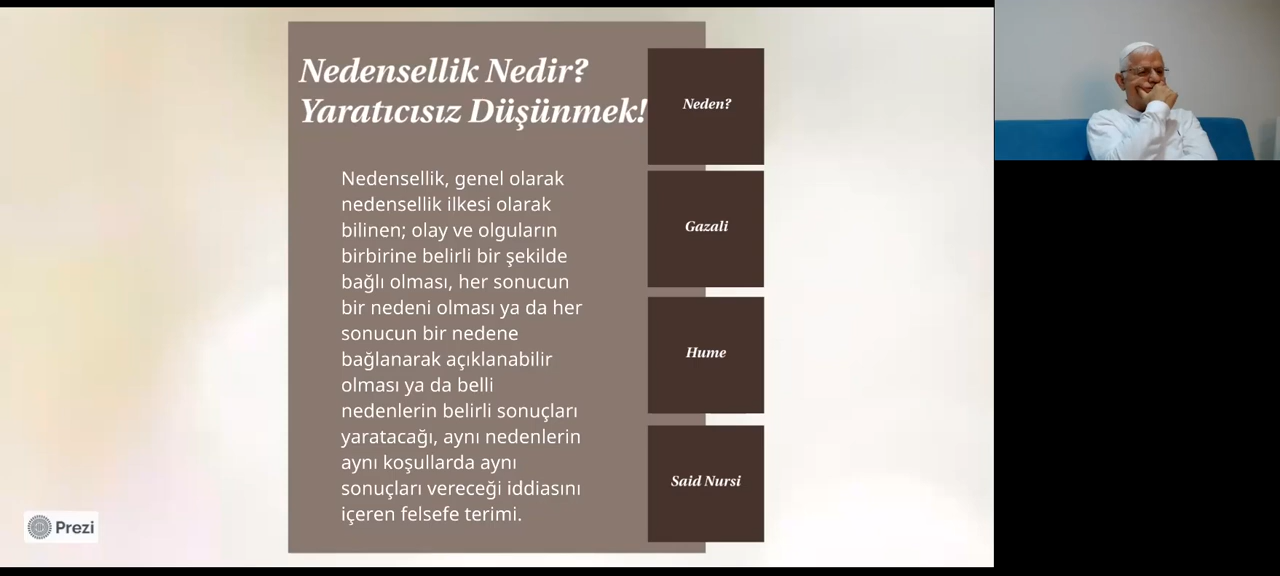 Nedensellik Nedir?
Yaratıcısız Düşünmek!
Nedensellik, genel olarak
nedensellik ilkesi olarak
bilinen; olay ve olguların
birbirine belirli bir şekilde
bağlı olması, her sonucun
bir nedeni olması ya da her
sonucun bir nedene
bağlanarak açıklanabilir
olması ya da belli
nedenlerin belirli sonuçları
yaratacağı, aynı nedenlerin
aynı koşullarda aynı
sonuçları vereceği iddiasını
içeren felsefe terimi.
Neden?
Gazali
Hume
Said Nursi
Prezi